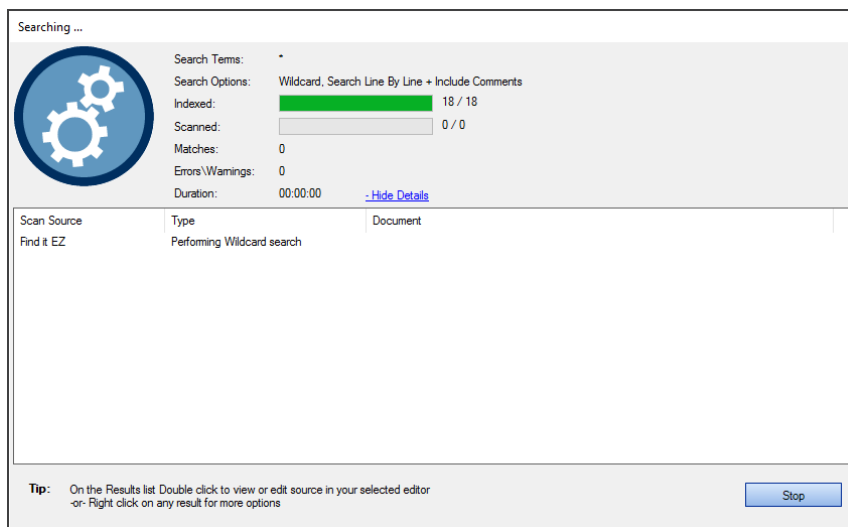 Searching ...
Search Terms: *
Search Options: Wildcard, Search Line By Line + Include Comments
Indexed: 18 / 18
Scanned: 0 / 0
Matches: 0
Errors\Warnings: 0
Duration: 00:00:00 - Hide Details
Scan Source Type Document
Find it EZ Performing Wildcard search
Tip: On the Results list Double click to view or edit source in your selected editor
-or- Right click on any result for more options
Stop